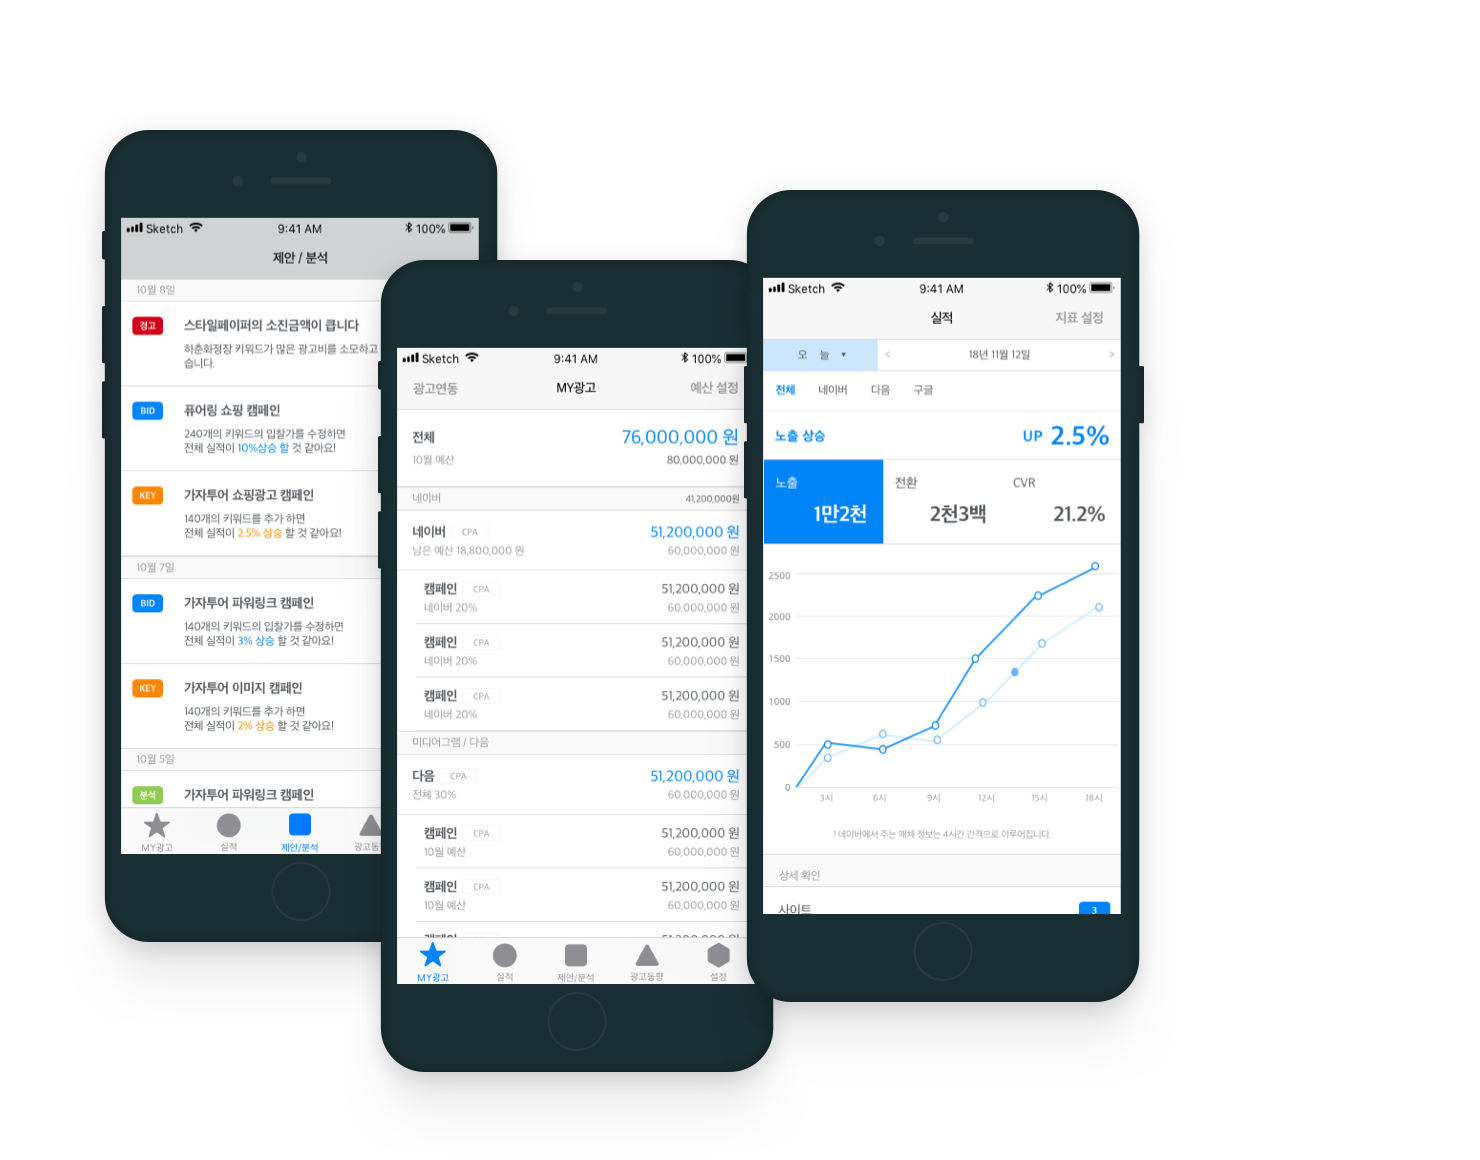 Sketch 9:41 AM 100%
제안 / 분석
10월 8일
경고 스타일페이퍼의 소진금액이 큽니다
하춘화정장 키워드가 많은 광고비를 소모하고
습니다.
BID 퓨어링 쇼핑 캠페인
240개의 키워드의 입찰가를 수정하면
전체 실적이 10%상승 할 것 같아요!
KEY 가자투어 쇼핑광고 캠페인
140개의 키워드를 추가 하면
전체 실적이 2.5% 상승 할 것 같아요!
10월 7일
BID 가자투어 파워링크 캠페인
140개의 키워드의 입찰가를 수정하면
전체 실적이 3% 상승 할 것 같아요!
KEY 가자투어 이미지 캠페인
140개의 키워드를 추가 하면
전체 실적이 2% 상승 할 것 같아요!
10월 5일
분석 가자투어 파워링크 캠페인
MY광고 실적 제안/분석 광고동
Sketch 9:41 AM 100%
광고연동 MY광고 예산 설정
전체 76,000,000 원
10월 예산 80,000,000 원
네이버 41,200,000원
네이버 CPA 51,200,000 원
남은 예산 18,800,000 원 60,000,000 원
캠페인 CPA 51,200,000 원
네이버 20% 60,000,000 원
캠페인 CPA 51,200,000 원
네이버 20% 60,000,000 원
캠페인 CPA 51,200,000 원
네이버 20% 60,000,000 원
미디어그램 / 다음
다음 CPA 51,200,000 원
전체 30% 60,000,000 원
캠페인 CPA 51,200,000 원
10월 예산 60,000,000 원
캠페인 CPA 51,200,000 원
10월 예산 60,000,000 원
MY광고 실적 제안/분석 광고동향 설정
Sketch 9:41 AM 100%
실적 지표 설정
오 늘 ▾ < 18년 11월 12일 >
전체 네이버 다음 구글
노출 상승 UP 2.5%
노출 전환 CVR
1만2천 2천3백 21.2%
2500
2000
1500
1000
500
0
3시 6시 9시 12시 15시 18시
! 네이버에서 주는 매체 정보는 4시간 간격으로 이루어집니다.
상세 확인
사이트 3